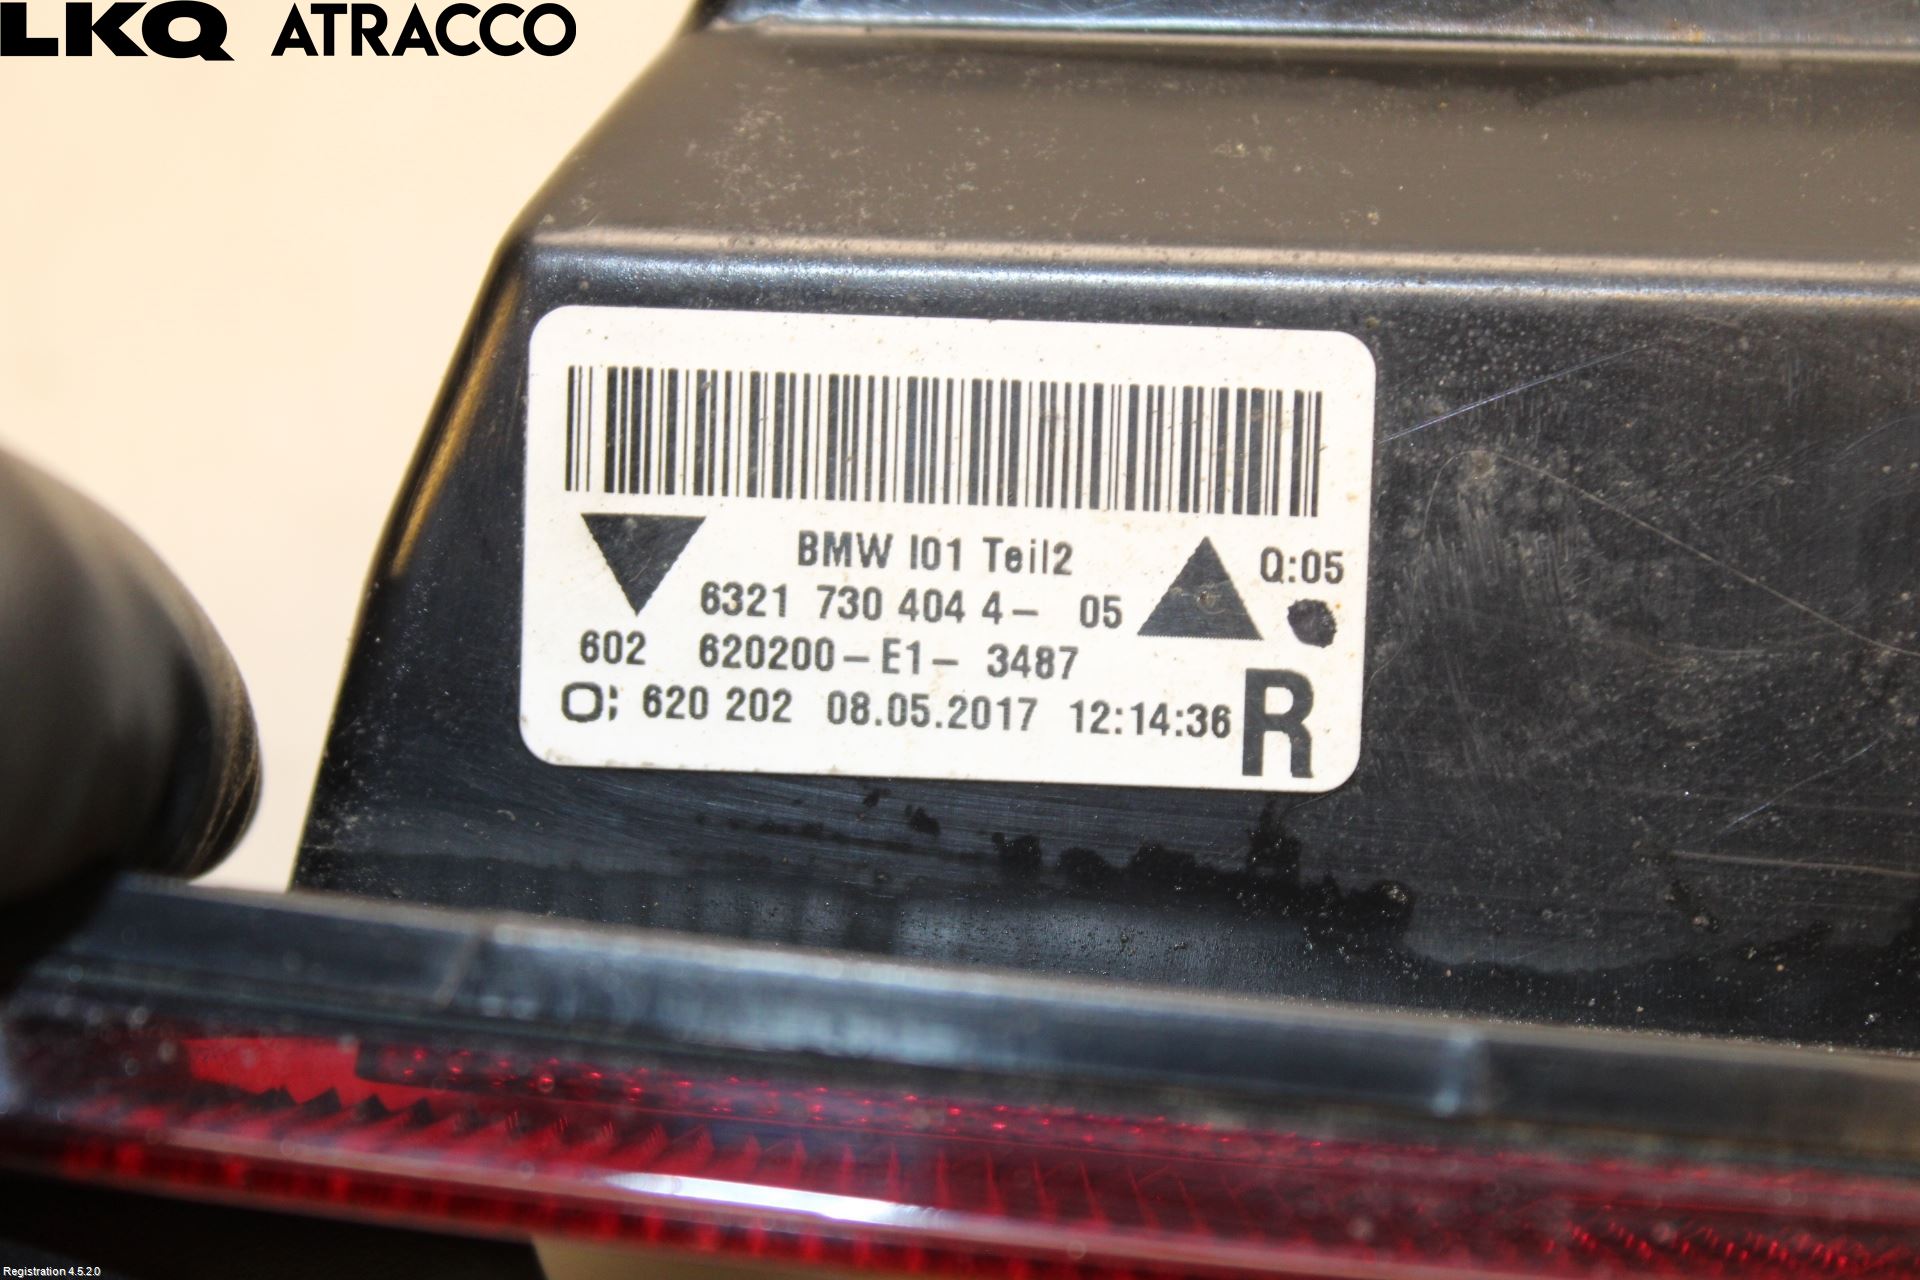 LKQ ATRACCO
BMW I01 Teil2
Q:05
6321 730 404 4- 05
602 620200-E1- 3487
O; 620 202 08.05.2017 12:14:36
R
Registration 4.5.2.0